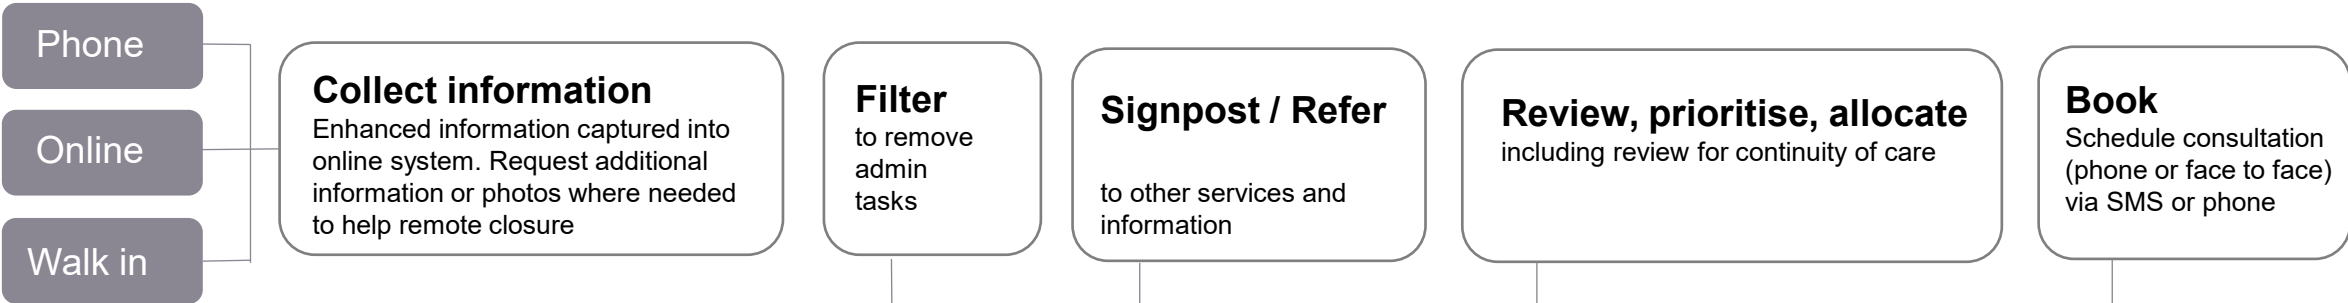 Phone
Online
Walk in
Collect information
Enhanced information captured into
online system. Request additional
information or photos where needed
to help remote closure
Filter
to remove
admin
tasks
Signpost / Refer
to other services and
information
Review, prioritise, allocate
including review for continuity of care
Book
Schedule consultation
(phone or face to face)
via SMS or phone